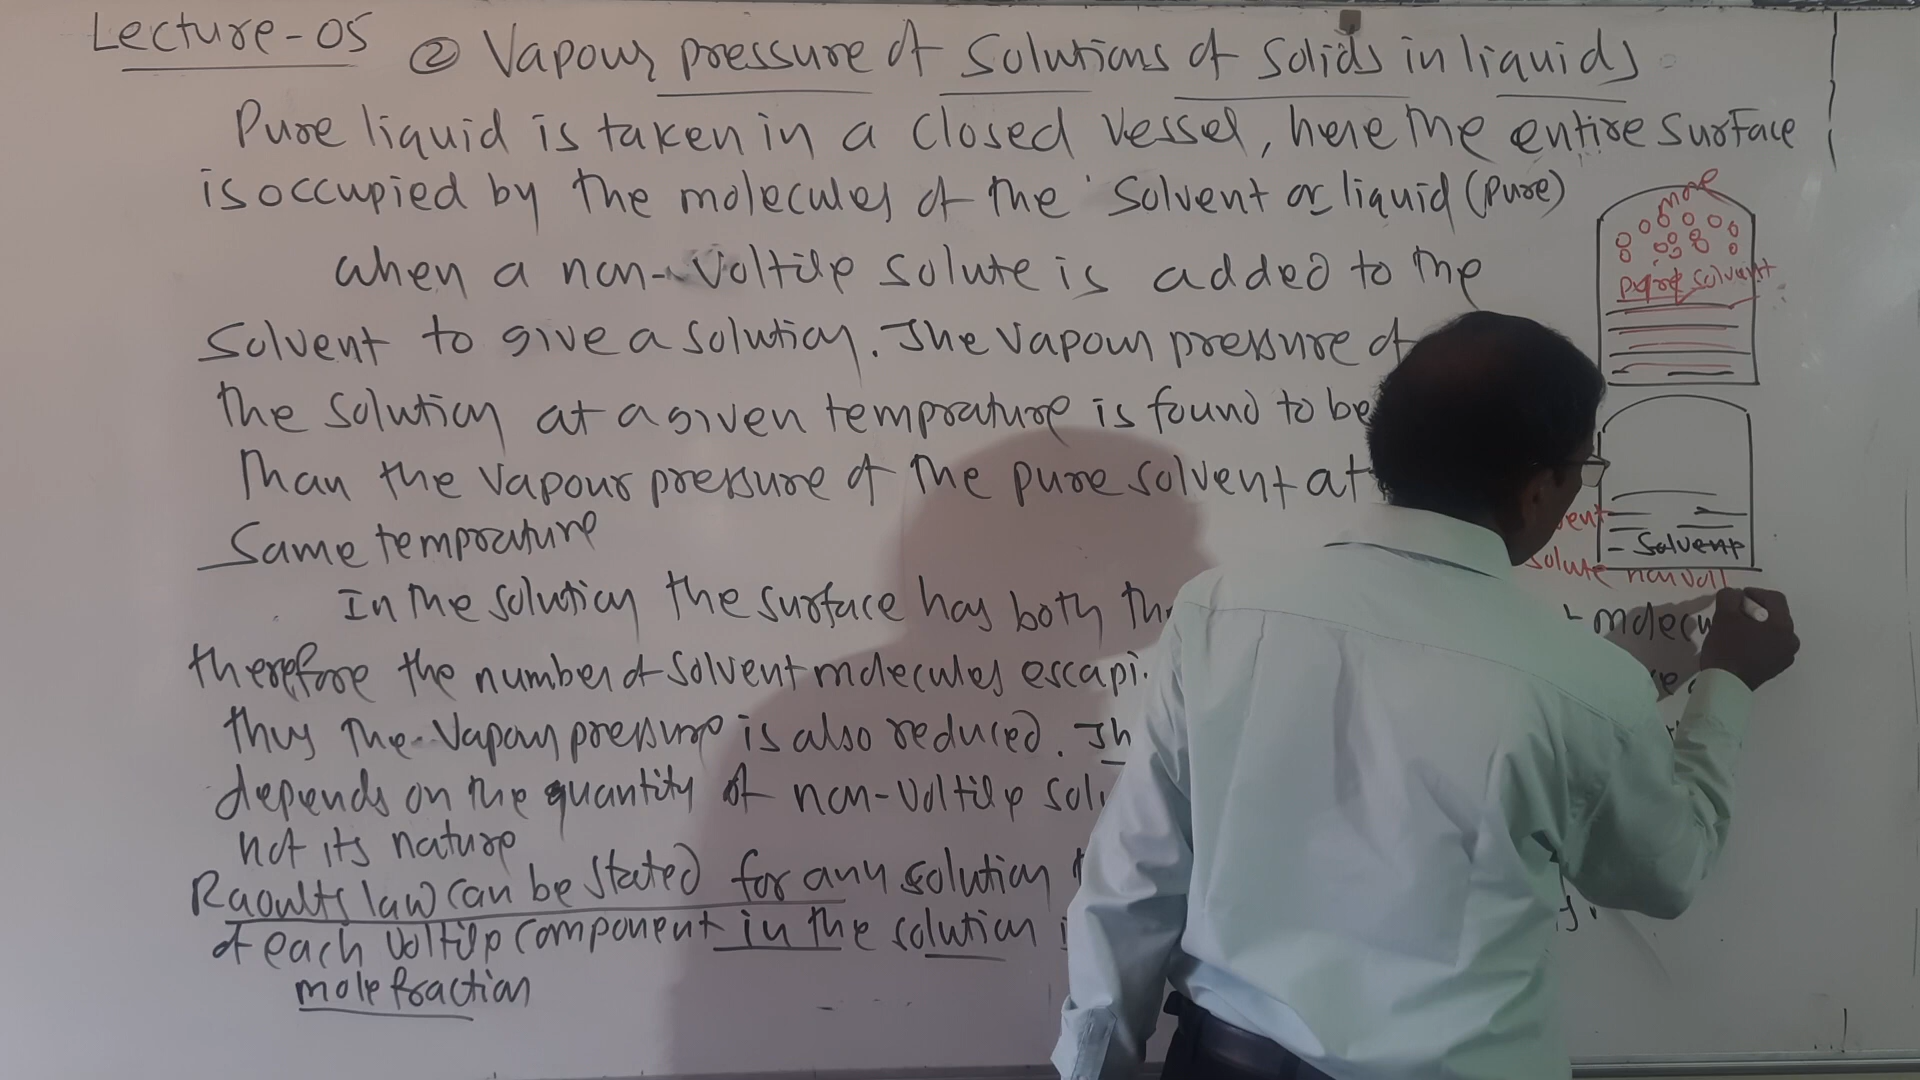 Lecture-05
② Vapour pressure of Solutions of Solids in liquids
Pure liquid is taken in a closed vessel, here the entire surface
is occupied by the molecules of the Solvent or liquid (pure)
when a non-Voltile solute is added to the
Solvent to give a solution. The vapour pressure of
the solution at a given temprature is found to be
Than the vapour pressure of the pure solvent at
Same temprature
In the solution the surface has both the
therefore the number of solvent molecules escapi
thus the Vapour pressure is also reduced. Th
depends on the quantity of non-Voltile solu
not its nature
Raoults law can be stated for any solution
of each Voltile component in the solution
mole fraction
more
pure solvent
ent
- Solvent
solute non voll
molecu